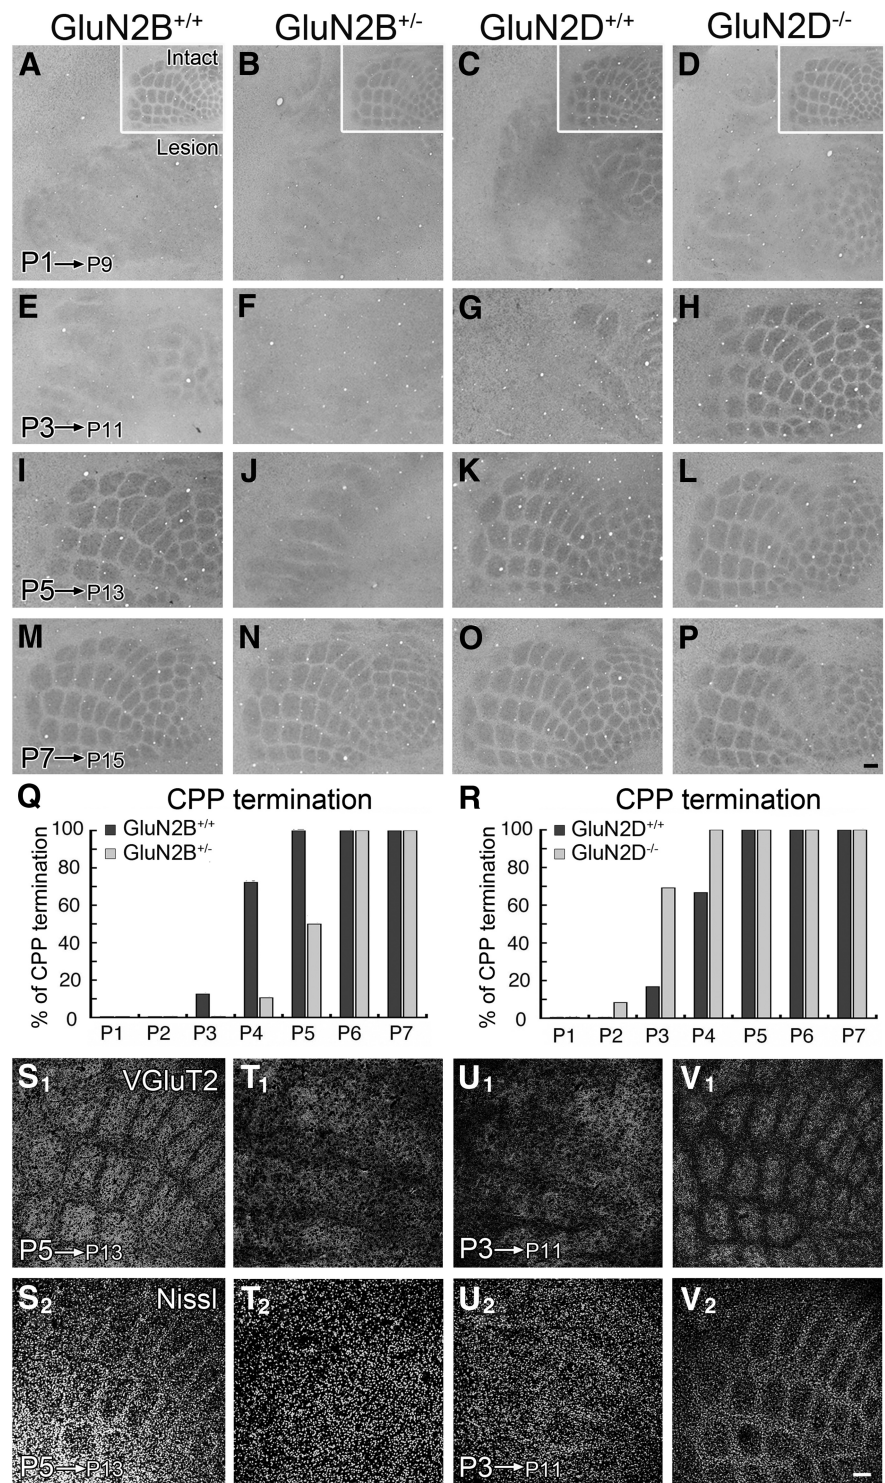 GluN2B+/+ GluN2B+/- GluN2D+/+ GluN2D-/-
A Intact B C D
Lesion
P1→P9
E F G H
P3→P11
I J K L
P5→P13
M N O P
P7→P15
Q CPP termination R CPP termination
GluN2B+/+
GluN2B+/-
% of CPP termination
100
80
60
40
20
0
P1 P2 P3 P4 P5 P6 P7
GluN2D+/+
GluN2D-/-
% of CPP termination
100
80
60
40
20
0
P1 P2 P3 P4 P5 P6 P7
S1 VGluT2 T1 U1 V1
P5→P13 P3→P11
S2 Nissl T2 U2 V2
P5→P13 P3→P11